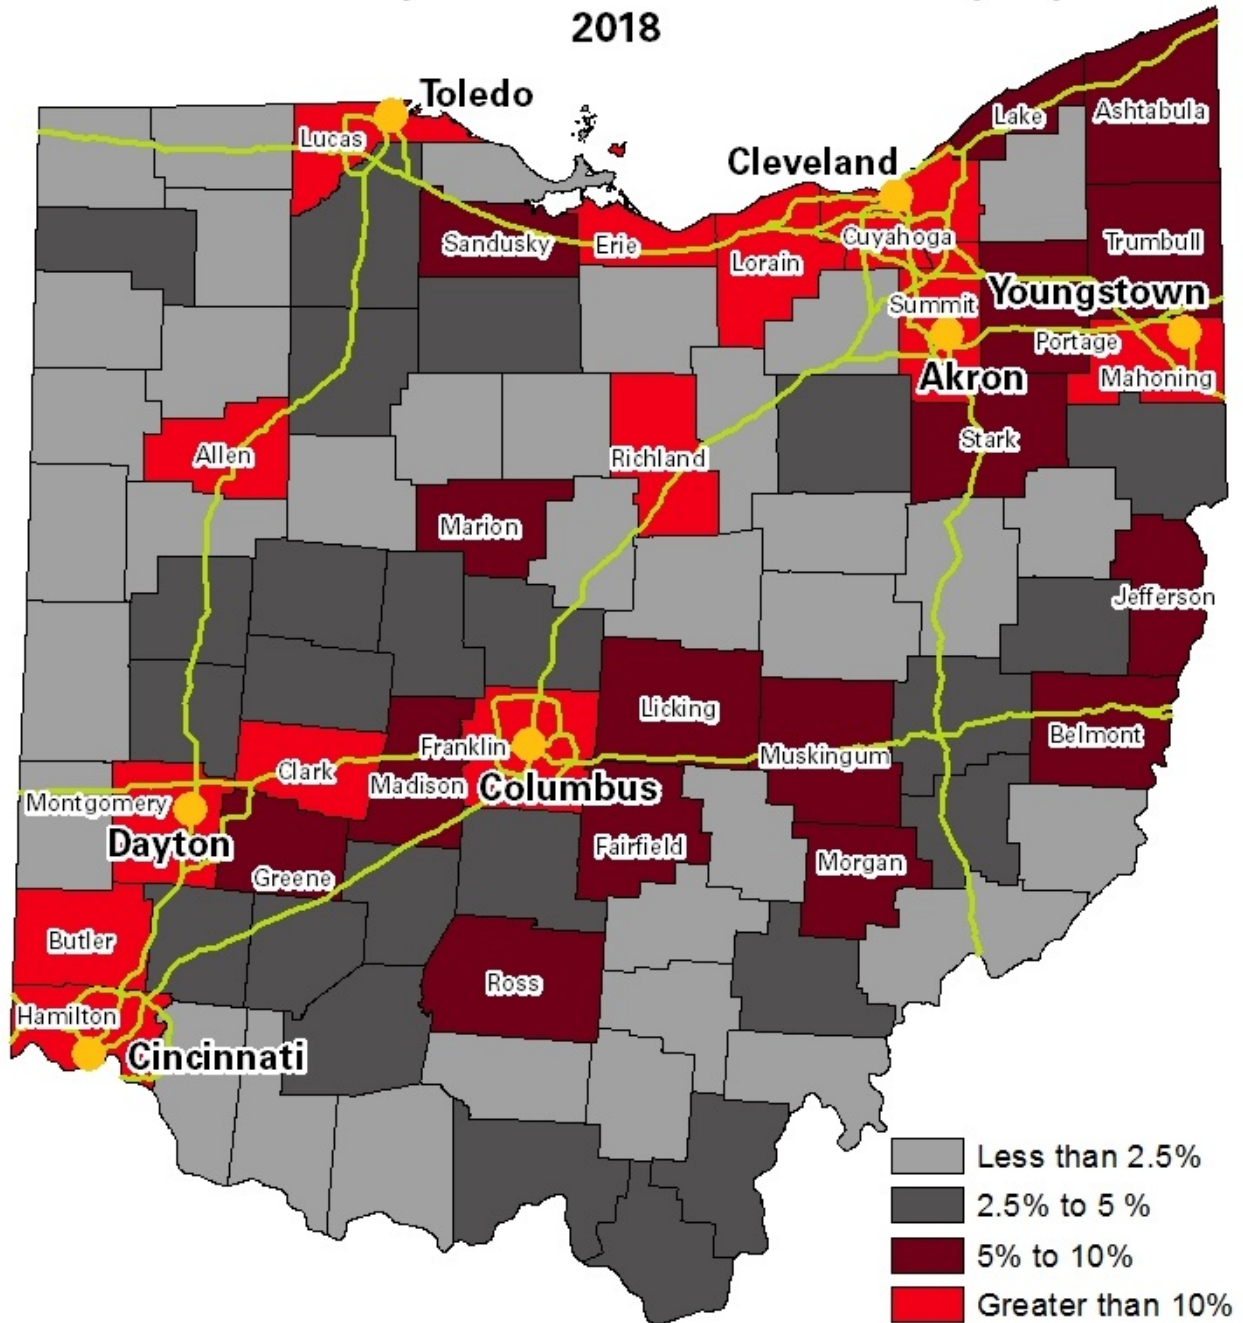 2018
Toledo
Lucas
Lake
Ashtabula
Cleveland
Sandusky
Erie
Cuyahoga
Trumbull
Lorain
Summit
Youngstown
Portage
Akron
Mahoning
Allen
Richland
Stark
Marion
Jefferson
Licking
Franklin
Muskingum
Belmont
Clark
Madison
Columbus
Montgomery
Dayton
Fairfield
Morgan
Greene
Butler
Ross
Hamilton
Cincinnati
Less than 2.5%
2.5% to 5 %
5% to 10%
Greater than 10%